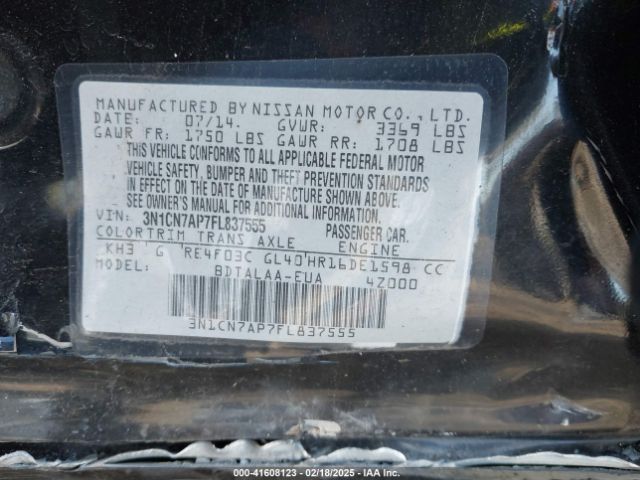 MANUFACTURED BY NISSAN MOTOR CO., LTD.
DATE: 07/14. GVWR: 3369 LBS
GAWR FR: 1750 LBS GAWR RR: 1708 LBS
THIS VEHICLE CONFORMS TO ALL APPLICABLE FEDERAL MOTOR
VEHICLE SAFETY, BUMPER AND THEFT PREVENTION STANDARDS
IN EFFECT ON THE DATE OF MANUFACTURE SHOWN ABOVE.
SEE OWNER'S MANUAL AND FOR MORE INFORMATION.
VIN: 3N1CN7AP7FL837555 PASSENGER CAR.
COLOR TRIM TRANS AXLE ENGINE
KH3 G RE4F03C GL40 HR16DE1598 CC
MODEL: BDTALAA-EUA 4Z000
3N1CN7AP7FL837555
000-41608123 – 02/18/2025 – IAA Inc.